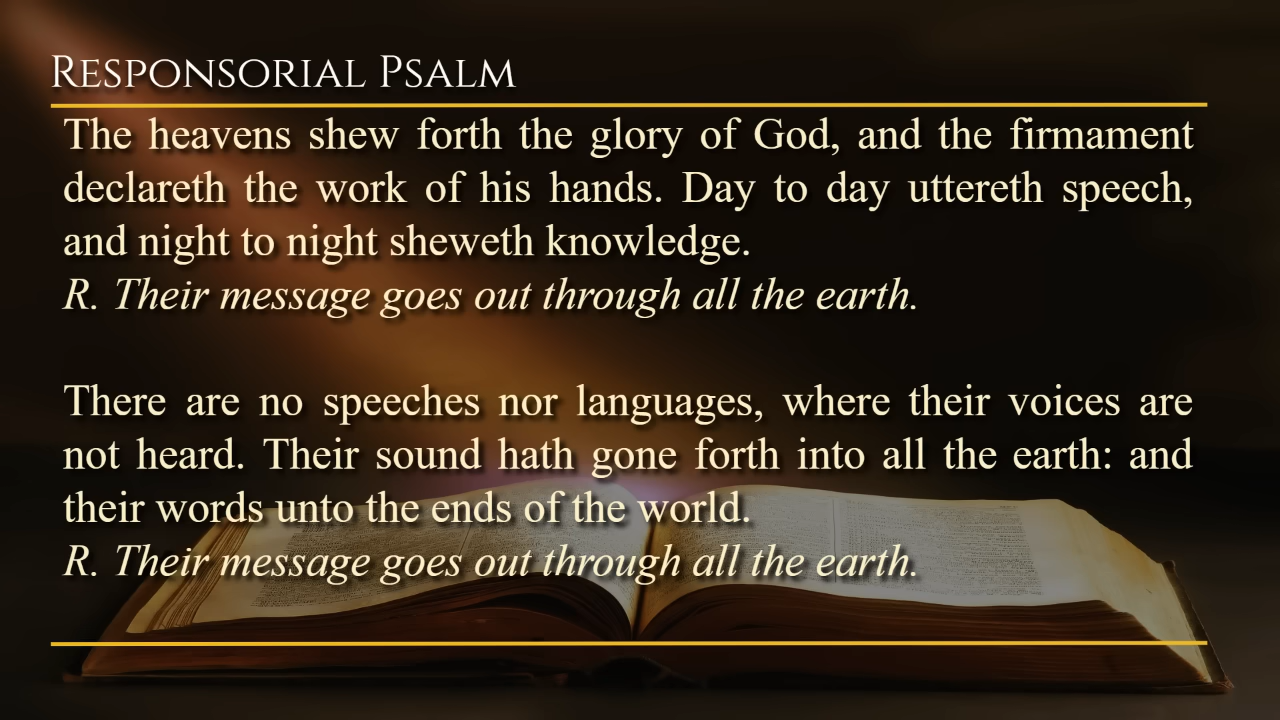 Responsorial Psalm
The heavens shew forth the glory of God, and the firmament
declareth the work of his hands. Day to day uttereth speech,
and night to night sheweth knowledge.
R. Their message goes out through all the earth.
There are no speeches nor languages, where their voices are
not heard. Their sound hath gone forth into all the earth: and
their words unto the ends of the world.
R. Their message goes out through all the earth.